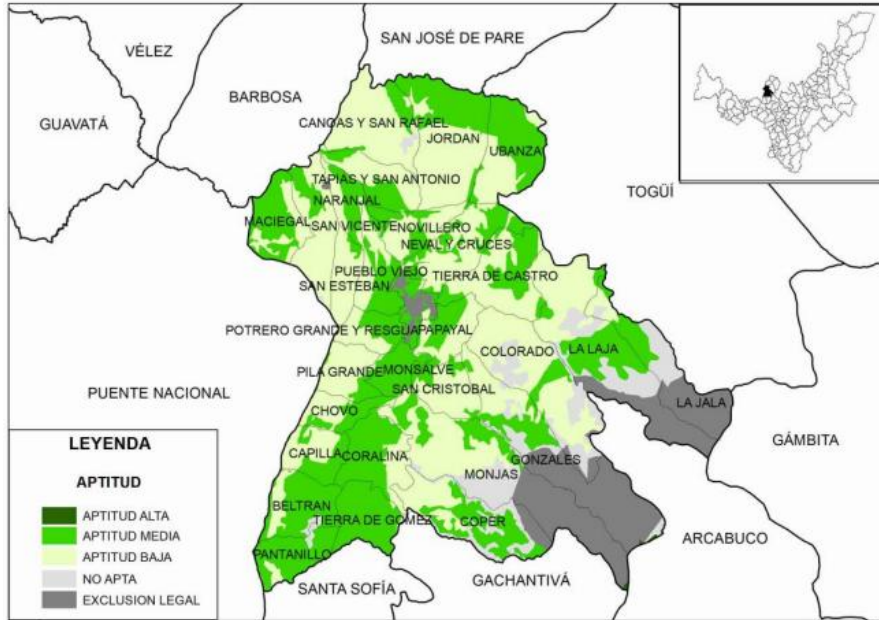 SAN JOSÉ DE PARE
VÉLEZ
BARBOSA
GUAVATÁ
CANOAS Y SAN RAFAEL
JORDAN
UBANZA
TOGÜÍ
TAPIAS Y SAN ANTONIO
NARANJAL
MACIEGAL
SAN VICENTE
NOVILLERO
NEVAL Y CRUCES
PUEBLO VIEJO
TIERRA DE CASTRO
SAN ESTEBAN
POTRERO GRANDE Y RESGUA
PAPAYAL
COLORADO
LA LAJA
PILA GRANDE
MONSALVE
SAN CRISTOBAL
PUENTE NACIONAL
LA JALA
CHOVO
GÁMBITA
CAPILLA
CORALINA
GONZALES
MONJAS
BELTRAN
TIERRA DE GOMEZ
COPER
PANTANILLO
ARCABUCO
SANTA SOFÍA
GACHANTIVÁ
LEYENDA
APTITUD
APTITUD ALTA
APTITUD MEDIA
APTITUD BAJA
NO APTA
EXCLUSION LEGAL